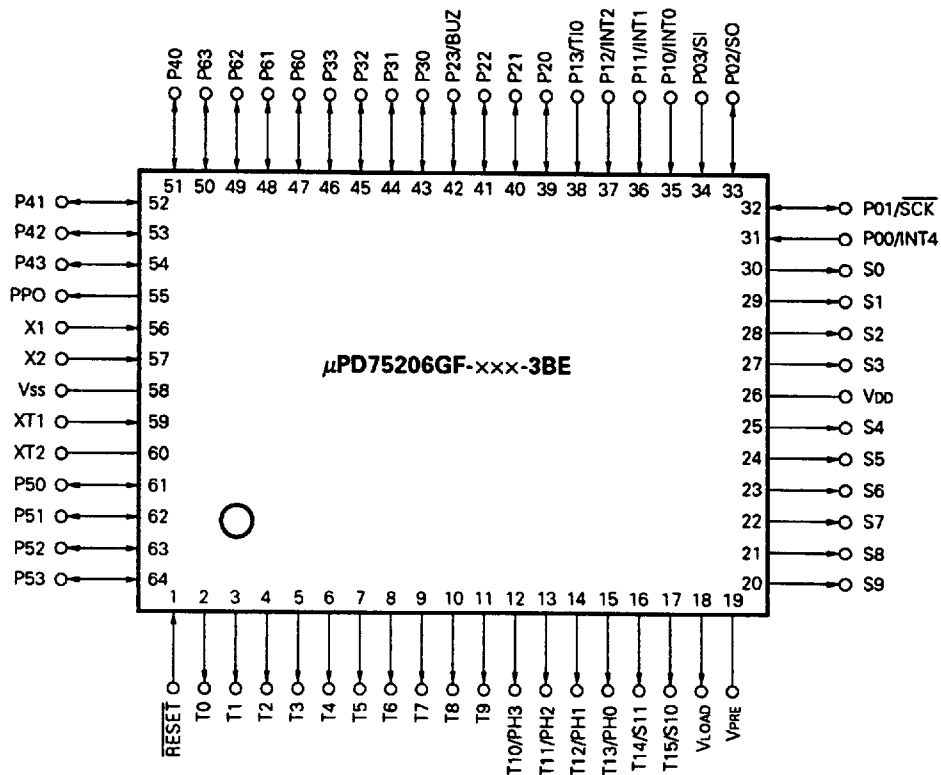 P40 P63 P62 P61 P60 P33 P32 P31 P30 P23/BUZ P22 P21 P20 P13/TI0 P12/INT2 P11/INT1 P10/INT0 P03/SI P02/SO
51 50 49 48 47 46 45 44 43 42 41 40 39 38 37 36 35 34 33
P41 52 32 P01/S̅C̅K̅
P42 53 31 P00/INT4
P43 54 30 S0
PPO 55 29 S1
X1 56 28 S2
X2 57 27 S3
μPD75206GF-×××-3BE
Vss 58 26 VDD
XT1 59 25 S4
XT2 60 24 S5
P50 61 23 S6
P51 62 22 S7
P52 63 21 S8
P53 64 20 S9
1 2 3 4 5 6 7 8 9 10 11 12 13 14 15 16 17 18 19
R̅E̅S̅E̅T̅ T0 T1 T2 T3 T4 T5 T6 T7 T8 T9 T10/PH3 T11/PH2 T12/PH1 T13/PH0 T14/S11 T15/S10 VLOAD VPRE